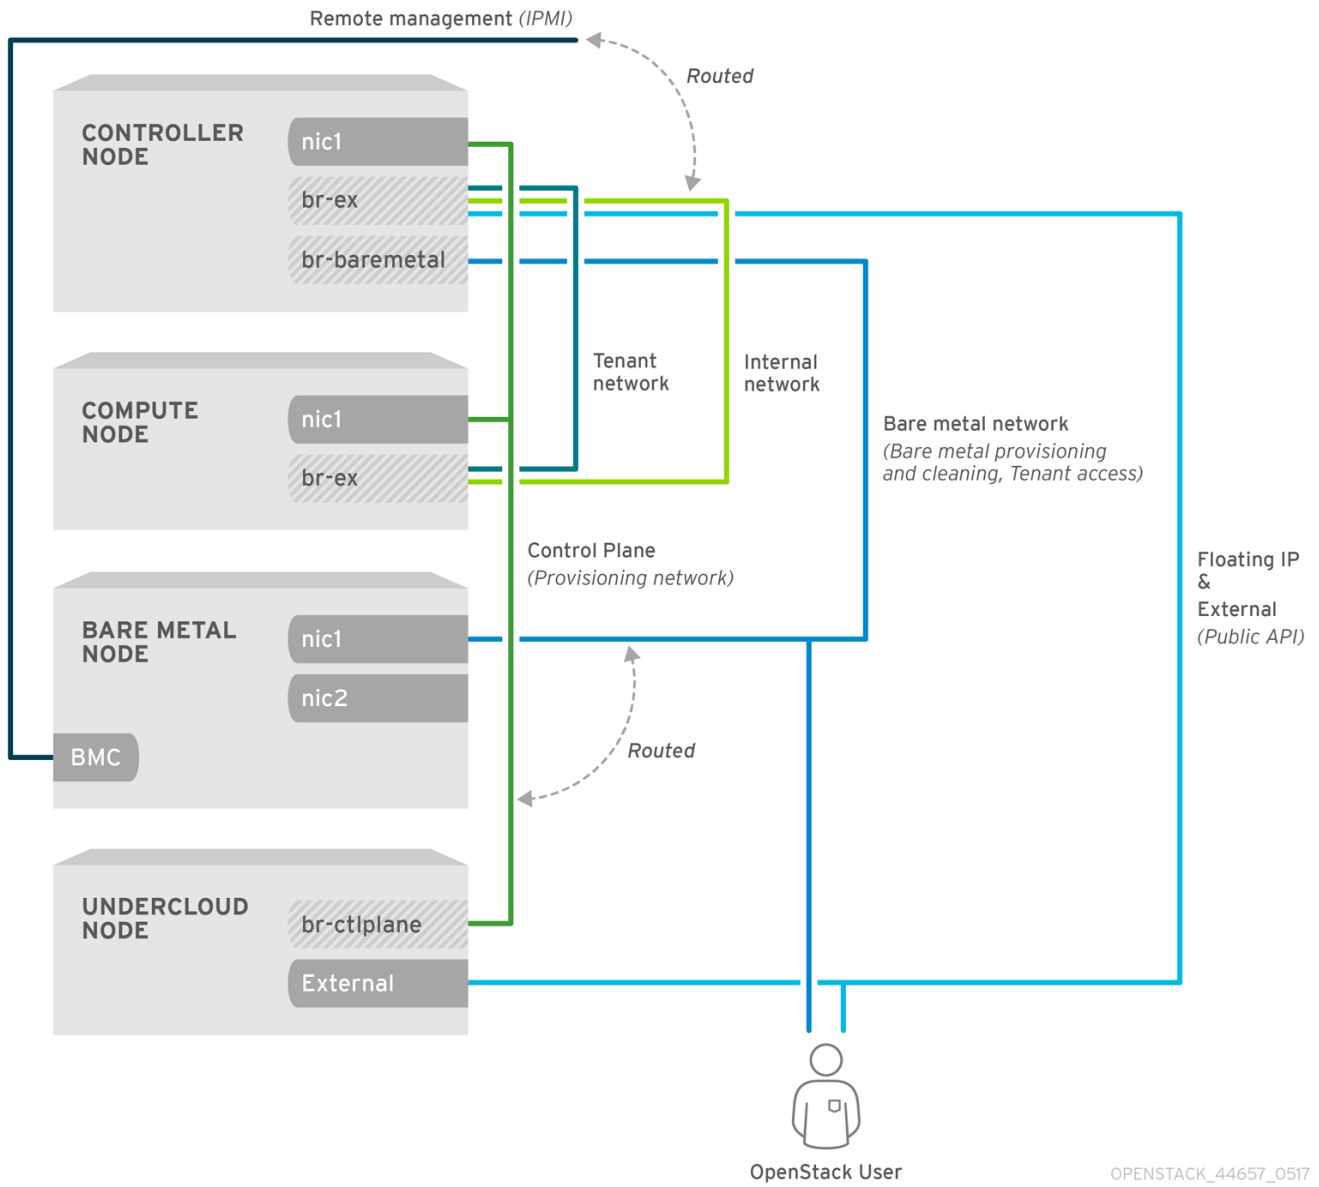 Remote management (IPMI)
Routed
CONTROLLER
NODE
nic1
br-ex
br-baremetal
Tenant
network
Internal
network
COMPUTE
NODE
nic1
br-ex
Bare metal network
(Bare metal provisioning
and cleaning, Tenant access)
Control Plane
(Provisioning network)
Floating IP
&
External
(Public API)
BARE METAL
NODE
nic1
nic2
BMC
Routed
UNDERCLOUD
NODE
br-ctlplane
External
OpenStack User
OPENSTACK_44657_0517